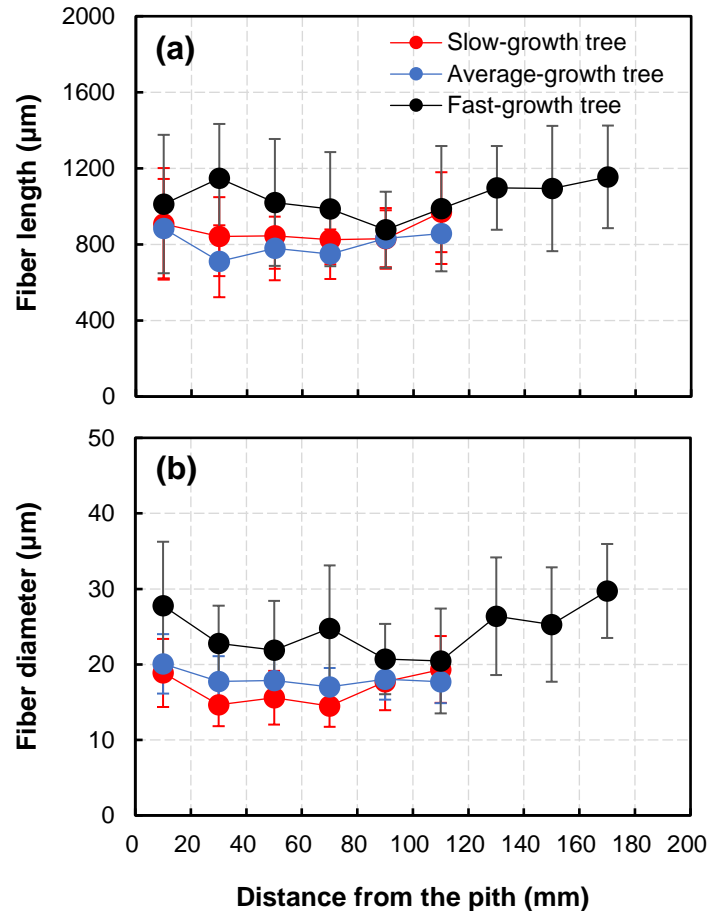 2000
1600
1200
800
400
0
Fiber length (μm)
(a)
Slow-growth tree
Average-growth tree
Fast-growth tree
50
40
30
20
10
0
Fiber diameter (μm)
(b)
0 20 40 60 80 100 120 140 160 180 200
Distance from the pith (mm)